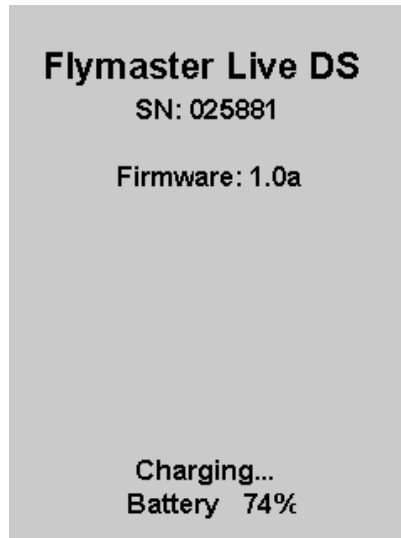 Flymaster Live DS
SN: 025881
Firmware: 1.0a
Charging...
Battery 74%